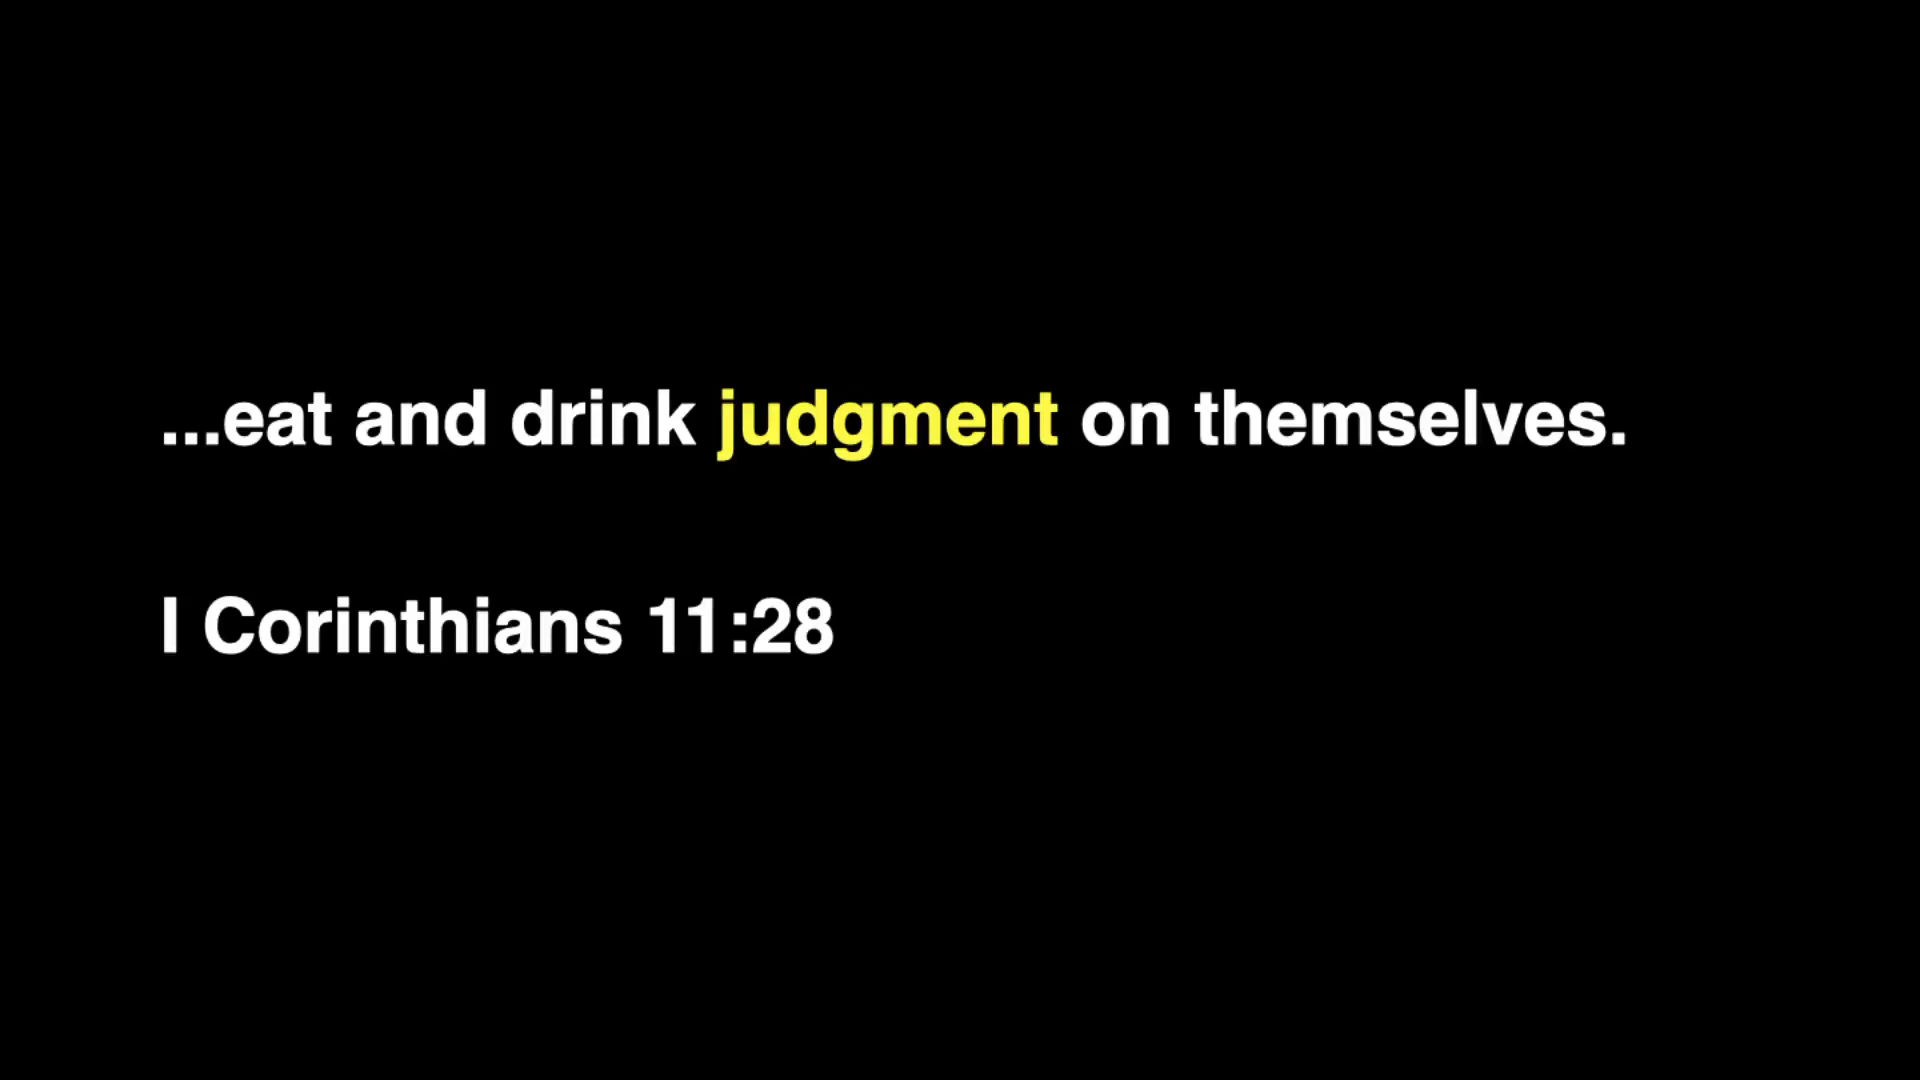 ...eat and drink judgment on themselves.
I Corinthians 11:28